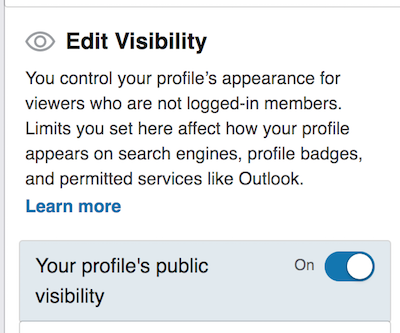 Edit Visibility
You control your profile's appearance for
viewers who are not logged-in members.
Limits you set here affect how your profile
appears on search engines, profile badges,
and permitted services like Outlook.
Learn more
Your profile's public On
visibility